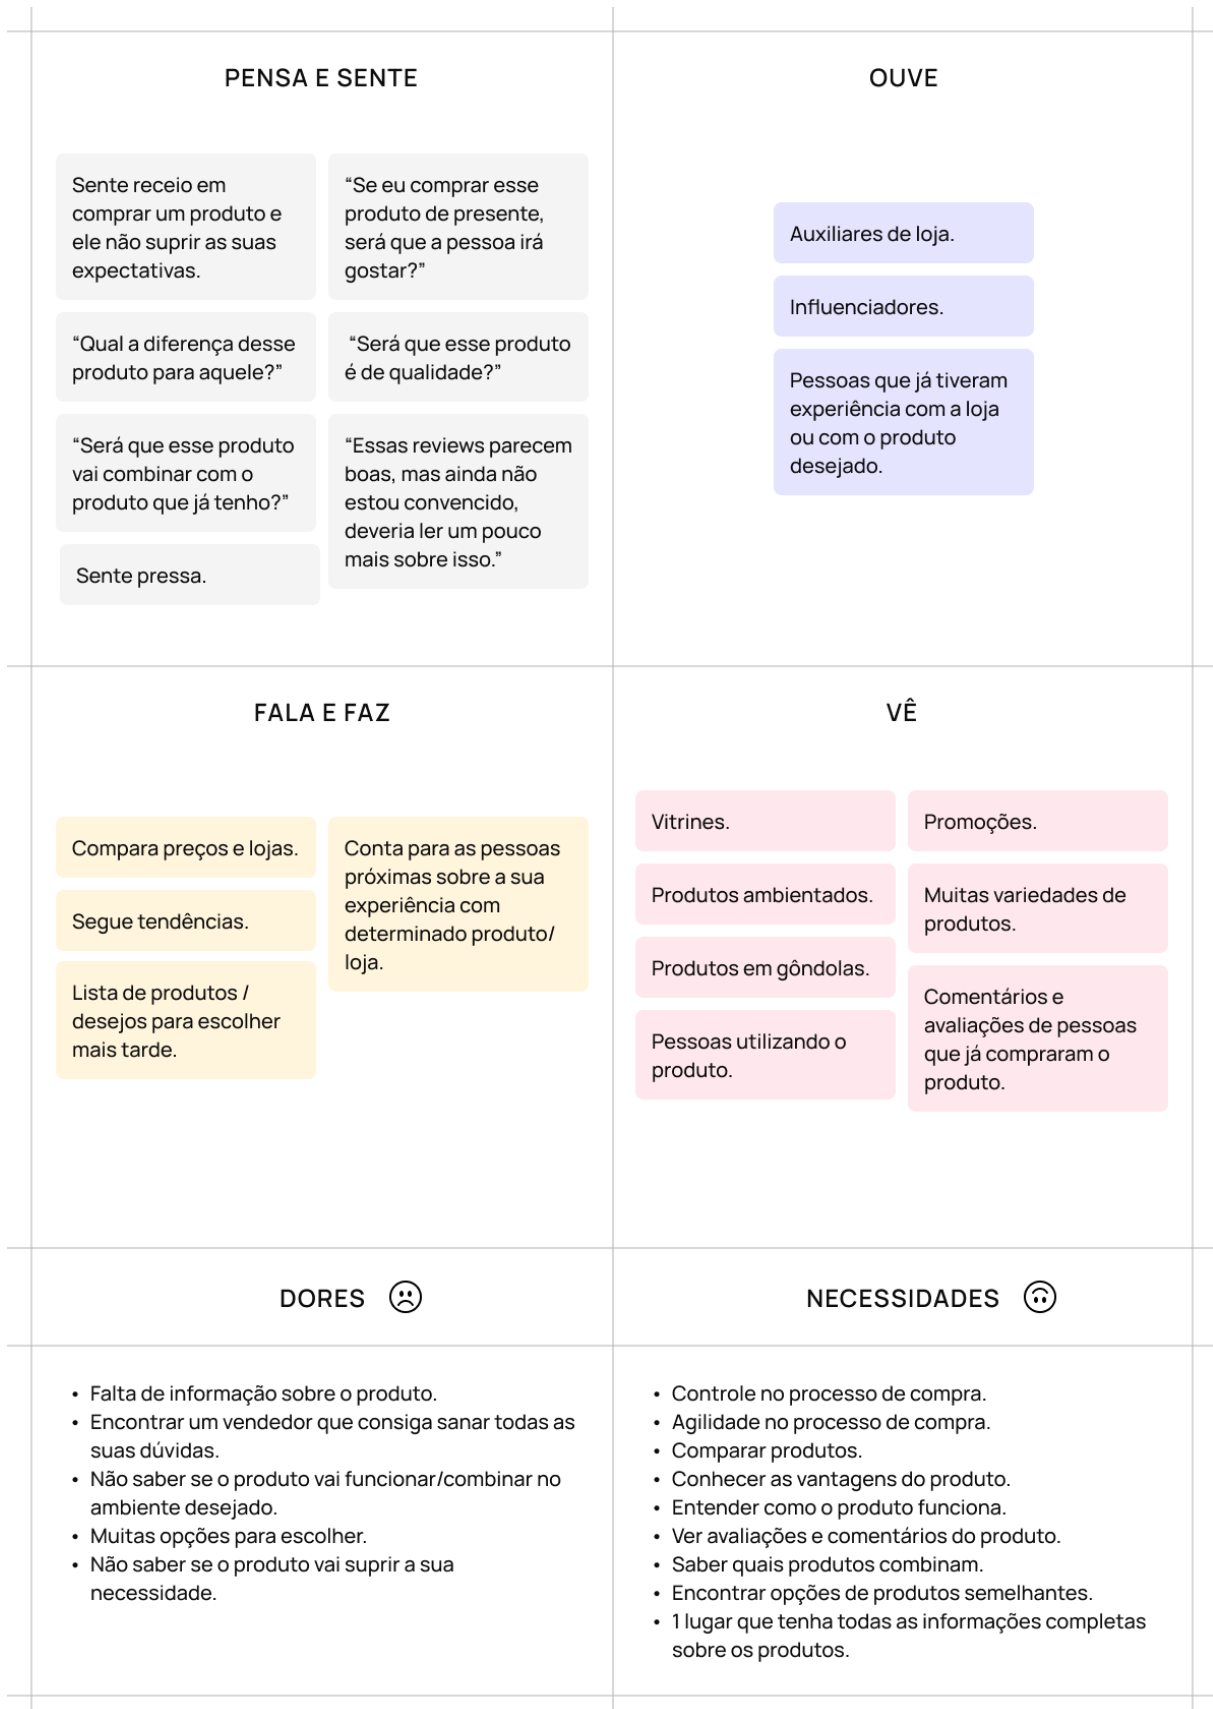 PENSA E SENTE
Sente receio em
comprar um produto e
ele não suprir as suas
expectativas.
“Qual a diferença desse
produto para aquele?”
“Será que esse produto
vai combinar com o
produto que já tenho?”
Sente pressa.
“Se eu comprar esse
produto de presente,
será que a pessoa irá
gostar?”
“Será que esse produto
é de qualidade?”
“Essas reviews parecem
boas, mas ainda não
estou convencido,
deveria ler um pouco
mais sobre isso.”
OUVE
Auxiliares de loja.
Influenciadores.
Pessoas que já tiveram
experiência com a loja
ou com o produto
desejado.
FALA E FAZ
Compara preços e lojas.
Segue tendências.
Lista de produtos /
desejos para escolher
mais tarde.
Conta para as pessoas
próximas sobre a sua
experiência com
determinado produto/
loja.
VÊ
Vitrines.
Produtos ambientados.
Produtos em gôndolas.
Pessoas utilizando o
produto.
Promoções.
Muitas variedades de
produtos.
Comentários e
avaliações de pessoas
que já compraram o
produto.
DORES
• Falta de informação sobre o produto.
• Encontrar um vendedor que consiga sanar todas as
suas dúvidas.
• Não saber se o produto vai funcionar/combinar no
ambiente desejado.
• Muitas opções para escolher.
• Não saber se o produto vai suprir a sua
necessidade.
NECESSIDADES
• Controle no processo de compra.
• Agilidade no processo de compra.
• Comparar produtos.
• Conhecer as vantagens do produto.
• Entender como o produto funciona.
• Ver avaliações e comentários do produto.
• Saber quais produtos combinam.
• Encontrar opções de produtos semelhantes.
• 1 lugar que tenha todas as informações completas
sobre os produtos.